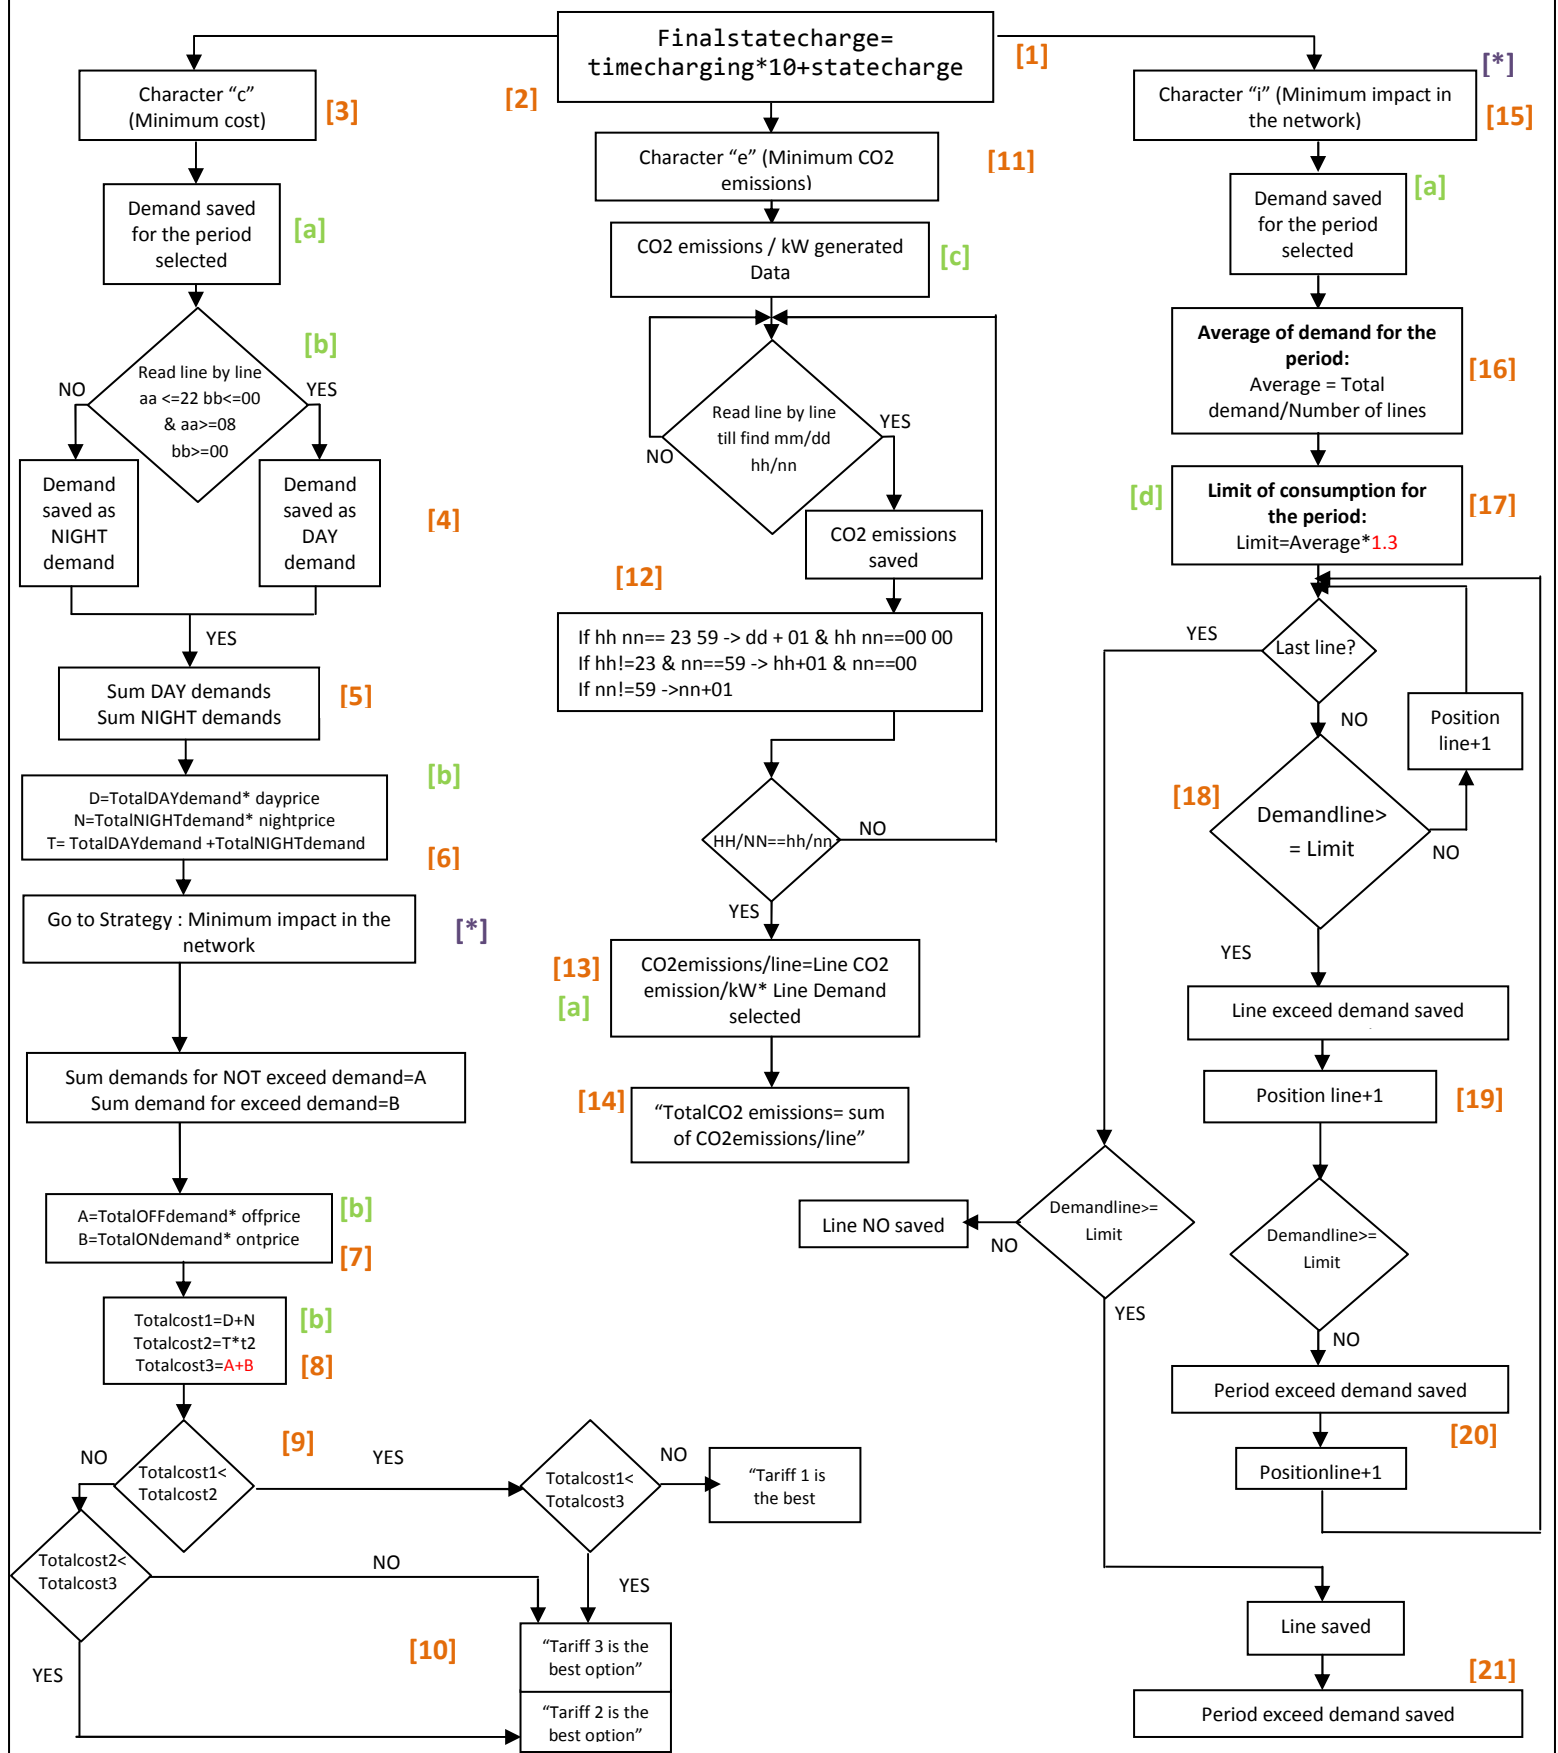 Finalstatecharge=
timecharging*10+statecharge
[1]
[2]
Character “c”
(Minimum cost)
[3]
Demand saved
for the period
selected
[a]
[b]
Read line by line
aa <=22 bb<=00
& aa>=08
bb>=00
NO
YES
Demand
saved as
NIGHT
demand
Demand
saved as
DAY
demand
[4]
YES
Sum DAY demands
Sum NIGHT demands
[5]
D=TotalDAYdemand* dayprice
N=TotalNIGHTdemand* nightprice
T= TotalDAYdemand +TotalNIGHTdemand
[b]
[6]
Go to Strategy : Minimum impact in the
network
[*]
Sum demands for NOT exceed demand=A
Sum demand for exceed demand=B
A=TotalOFFdemand* offprice
B=TotalONdemand* ontprice
[b]
[7]
Totalcost1=D+N
Totalcost2=T*t2
Totalcost3=A+B
[b]
[8]
[9]
Totalcost1<
Totalcost2
NO
YES
Totalcost1<
Totalcost3
NO
“Tariff 1 is
the best
Totalcost2<
Totalcost3
NO
YES
YES
[10]
“Tariff 3 is the
best option”
“Tariff 2 is the
best option”
Character “e” (Minimum CO2
emissions)
[11]
CO2 emissions / kW generated
Data
[c]
Read line by line
till find mm/dd
hh/nn
YES
NO
CO2 emissions
saved
[12]
If hh nn== 23 59 -> dd + 01 & hh nn==00 00
If hh!=23 & nn==59 -> hh+01 & nn==00
If nn!=59 ->nn+01
HH/NN==hh/nn
NO
YES
[13]
[a]
CO2emissions/line=Line CO2
emission/kW* Line Demand
selected
[14]
“TotalCO2 emissions= sum
of CO2emissions/line”
[*]
Character “i” (Minimum impact in
the network)
[15]
Demand saved
for the period
selected
[a]
Average of demand for the
period:
Average = Total
demand/Number of lines
[16]
[d]
Limit of consumption for
the period:
Limit=Average*1.3
[17]
Last line?
YES
NO
Position
line+1
[18]
Demandline>
= Limit
NO
YES
Line exceed demand saved
Position line+1
[19]
Demandline>=
Limit
NO
Period exceed demand saved
[20]
Positionline+1
Demandline>=
Limit
NO
Line NO saved
YES
Line saved
[21]
Period exceed demand saved